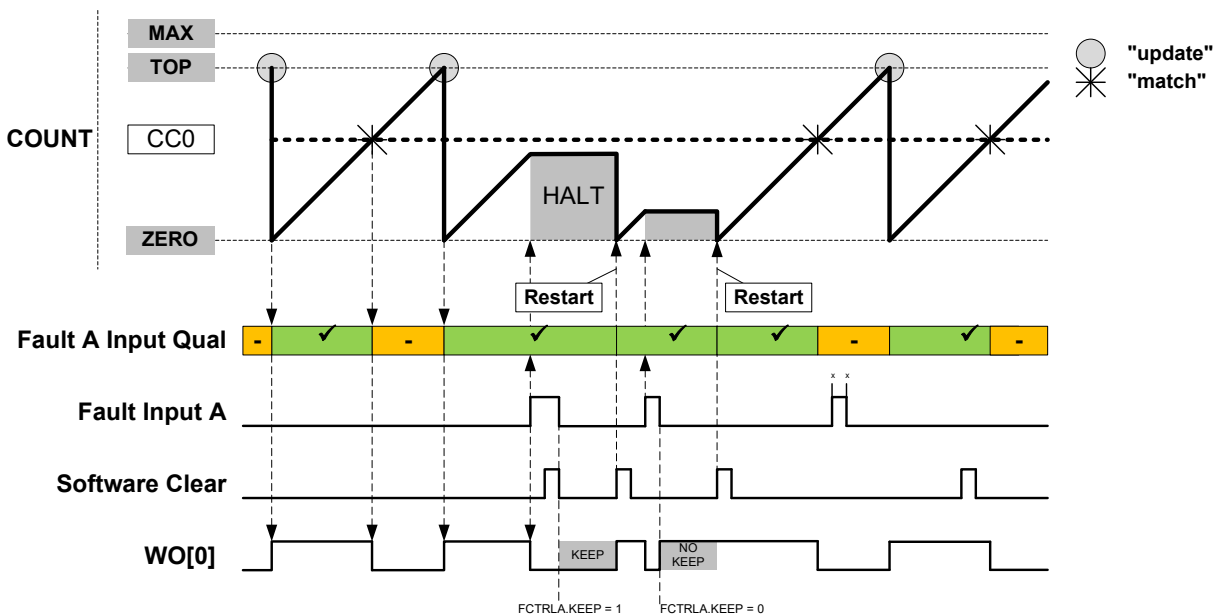 MAX
TOP
"update"
"match"
COUNT
CC0
HALT
ZERO
Restart
Restart
Fault A Input Qual
- ✓ - ✓ ✓ ✓ - ✓ -
x x
Fault Input A
Software Clear
WO[0]
KEEP
NO
KEEP
FCTRLA.KEEP = 1
FCTRLA.KEEP = 0